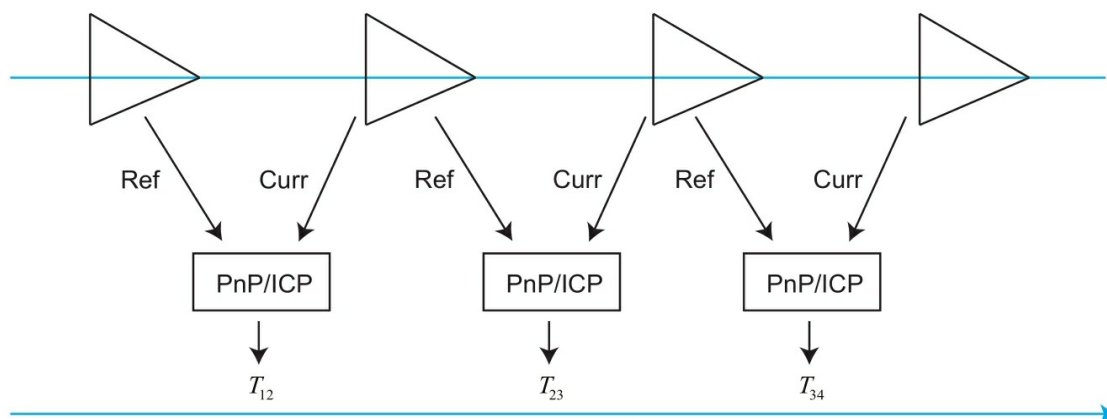 Ref Curr Ref Curr Ref Curr
PnP/ICP PnP/ICP PnP/ICP
T12 T23 T34